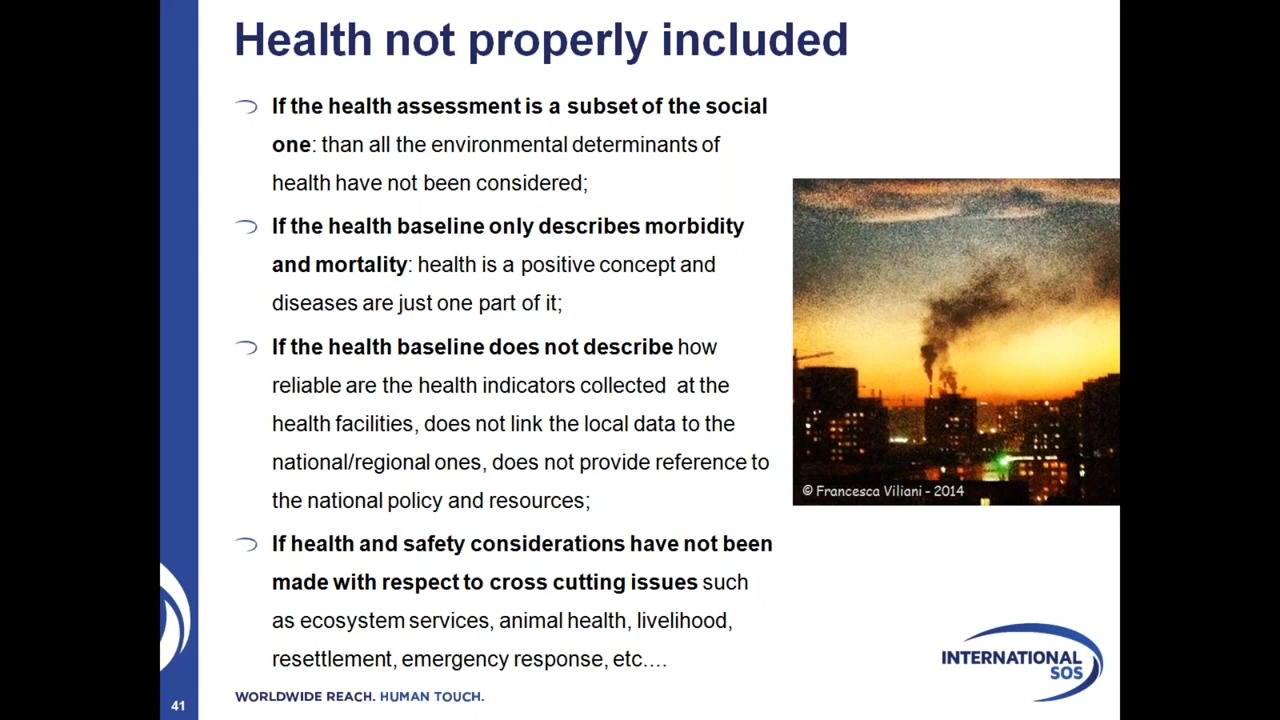 Health not properly included
If the health assessment is a subset of the social
one: than all the environmental determinants of
health have not been considered;
If the health baseline only describes morbidity
and mortality: health is a positive concept and
diseases are just one part of it;
If the health baseline does not describe how
reliable are the health indicators collected at the
health facilities, does not link the local data to the
national/regional ones, does not provide reference to
the national policy and resources;
If health and safety considerations have not been
made with respect to cross cutting issues such
as ecosystem services, animal health, livelihood,
resettlement, emergency response, etc....
© Francesca Viliani - 2014
INTERNATIONAL
SOS
41
WORLDWIDE REACH. HUMAN TOUCH.